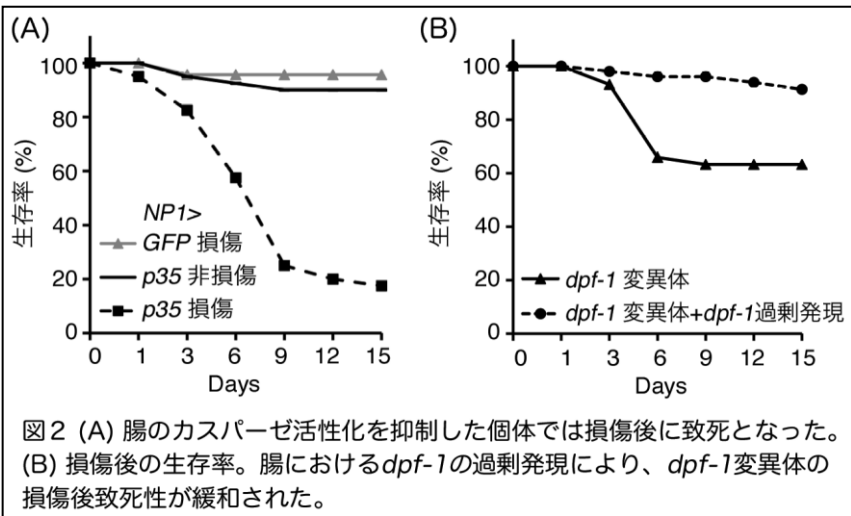 (A)
100
80
60
40
20
0
生存率 (%)
NP1>
GFP 損傷
p35 非損傷
p35 損傷
0 1 3 6 9 12 15
Days
(B)
100
80
60
40
20
0
生存率 (%)
dpf-1 変異体
dpf-1 変異体+dpf-1過剰発現
0 1 3 6 9 12 15
Days
図2 (A) 腸のカスパーゼ活性化を抑制した個体では損傷後に致死となった。
(B) 損傷後の生存率。腸におけるdpf-1の過剰発現により、dpf-1変異体の
損傷後致死性が緩和された。